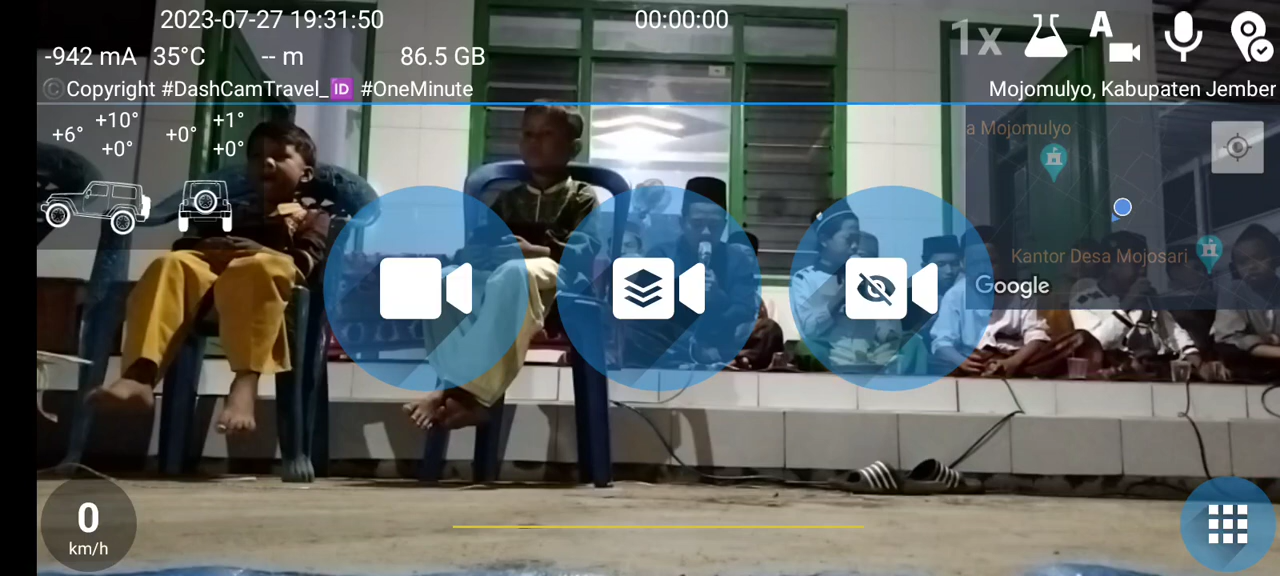 2023-07-27 19:31:50
00:00:00
1x
A
-942 mA 35°C -- m 86.5 GB
©Copyright #DashCamTravel_🆔 #OneMinute
Mojomulyo, Kabupaten Jember
+6° +10° +0°
+0° +1° +0°
a Mojomulyo
Kantor Desa Mojosari
Google
0
km/h